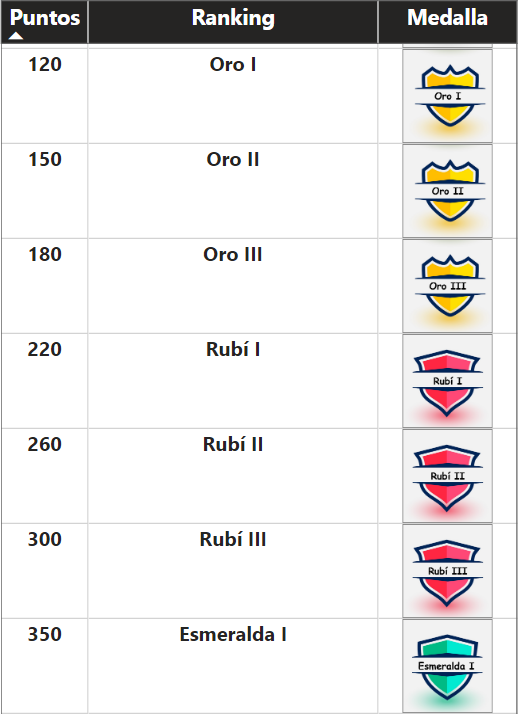 Puntos Ranking Medalla
120 Oro I Oro I
150 Oro II Oro II
180 Oro III Oro III
220 Rubí I Rubí I
260 Rubí II Rubí II
300 Rubí III Rubí III
350 Esmeralda I Esmeralda I